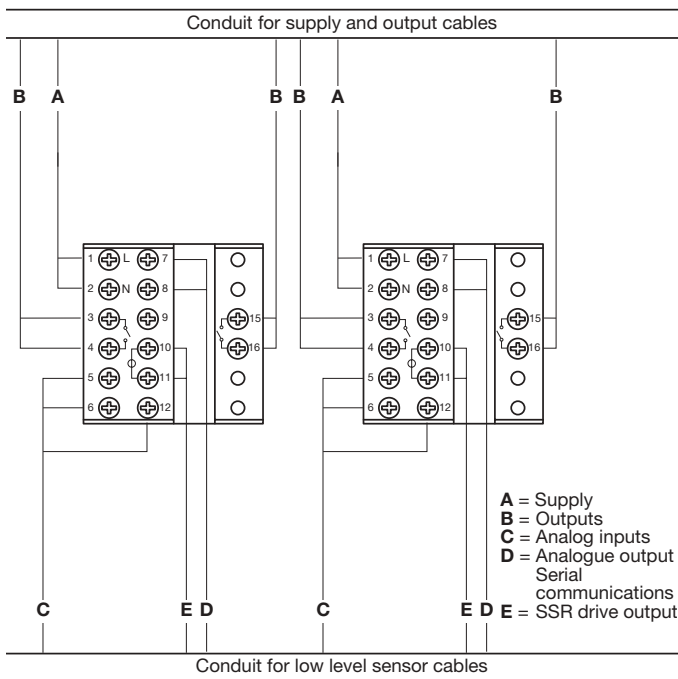 Conduit for supply and output cables
B A B B A B
1 L 7 1 L 7
2 N 8 2 N 8
3 9 15 3 9 15
4 10 16 4 10 16
5 11 5 11
6 12 6 12
A = Supply
B = Outputs
C = Analog inputs
D = Analogue output
Serial
communications
E = SSR drive output
C E D C E D
Conduit for low level sensor cables